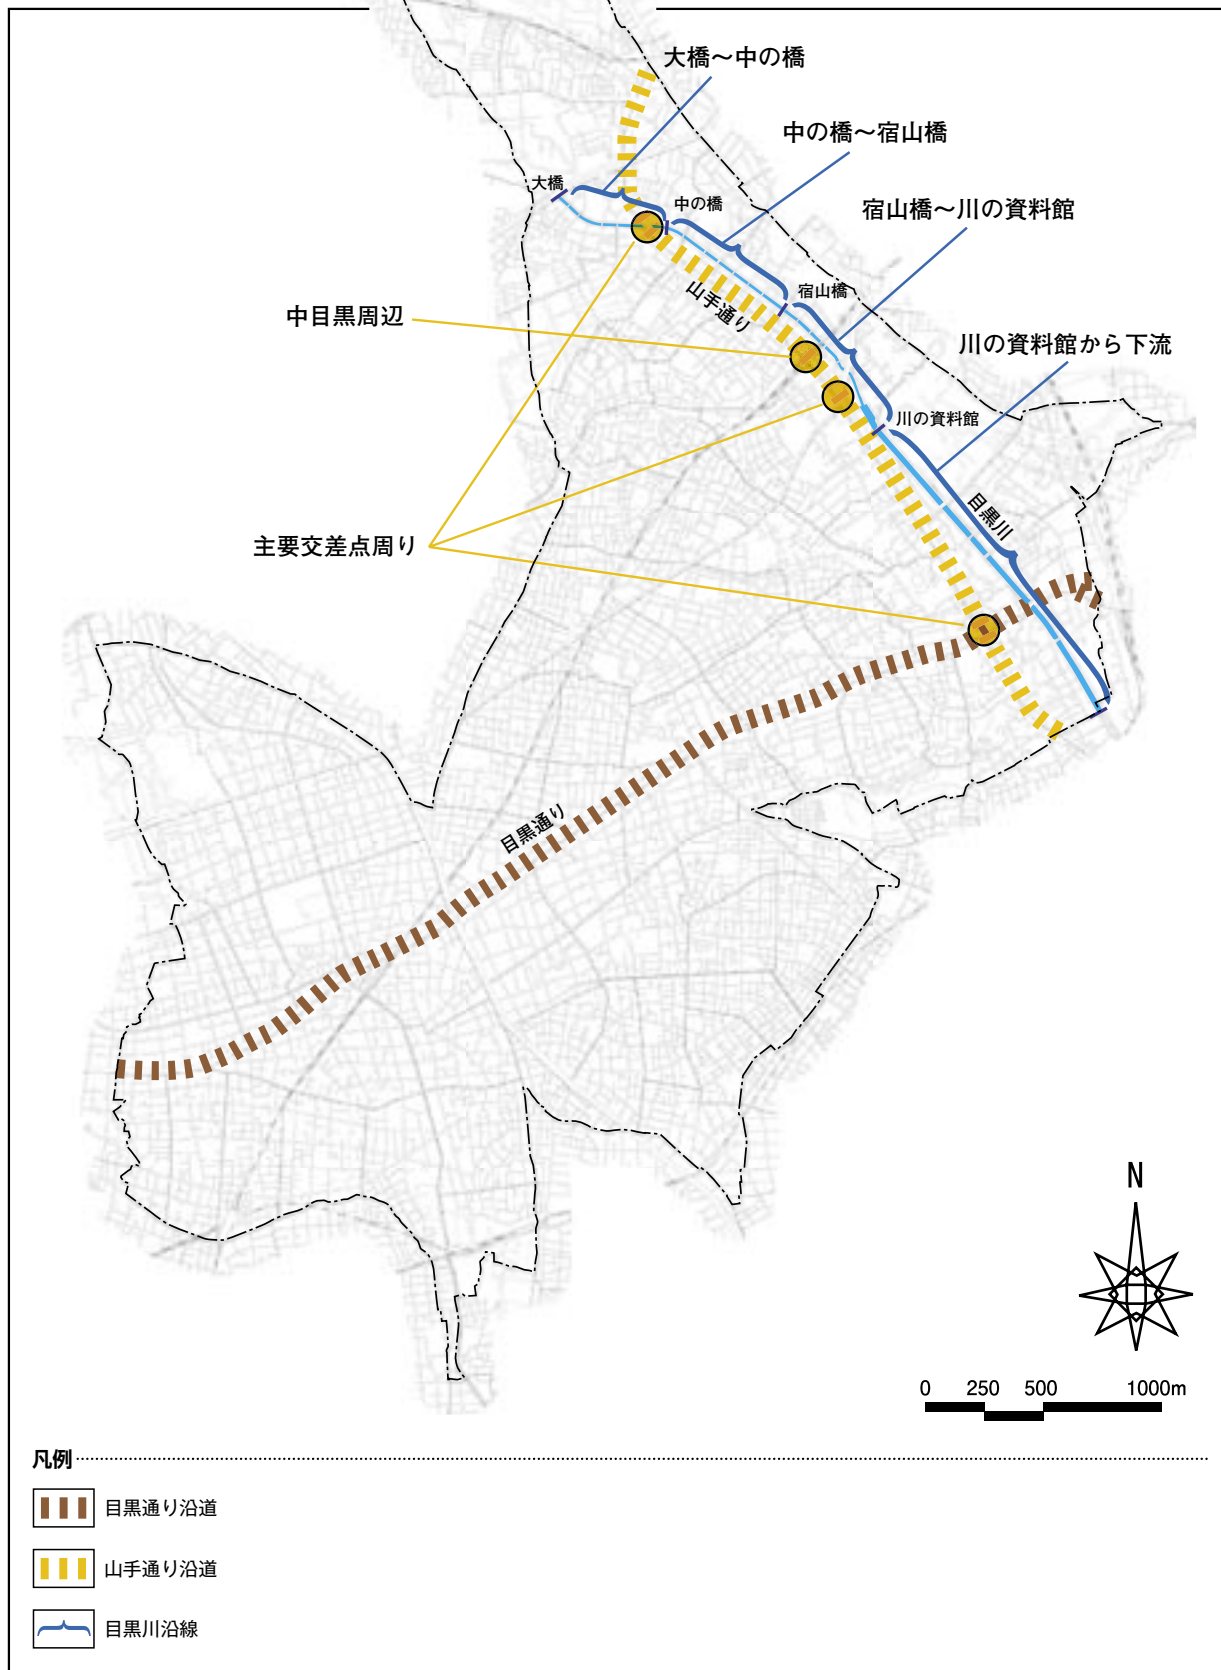 大橋～中の橋
中の橋～宿山橋
宿山橋～川の資料館
川の資料館から下流
大橋
中の橋
宿山橋
山手通り
中目黒周辺
川の資料館
目黒川
主要交差点周り
目黒通り
N
0 250 500 1000m
凡例
目黒通り沿道
山手通り沿道
目黒川沿線